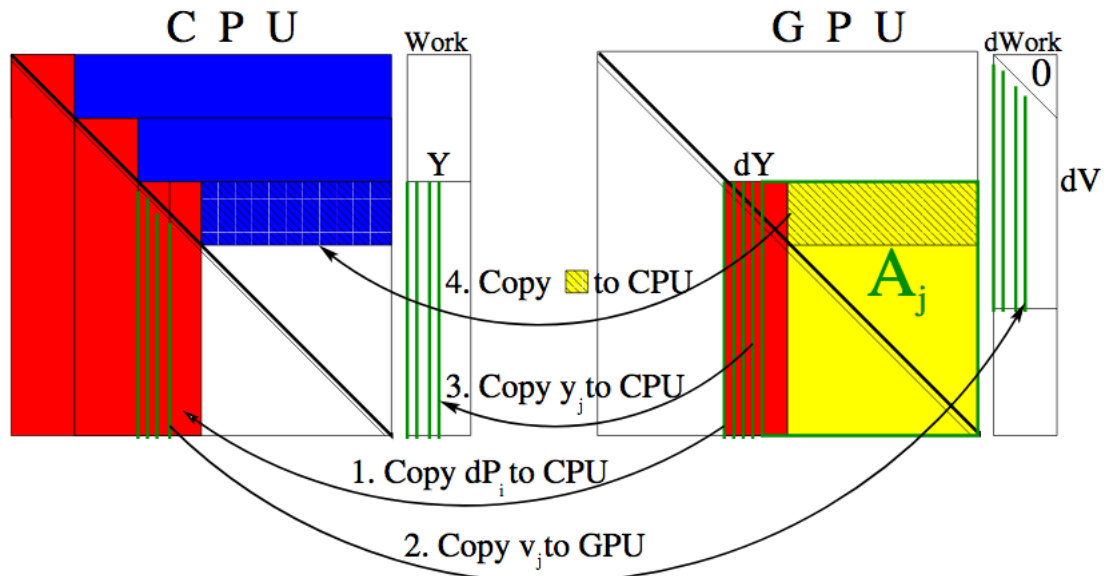 C P U
Work
G P U
dWork
0
Y
dY
dV
4. Copy to CPU
A j
3. Copy y j to CPU
1. Copy dP i to CPU
2. Copy v j to GPU